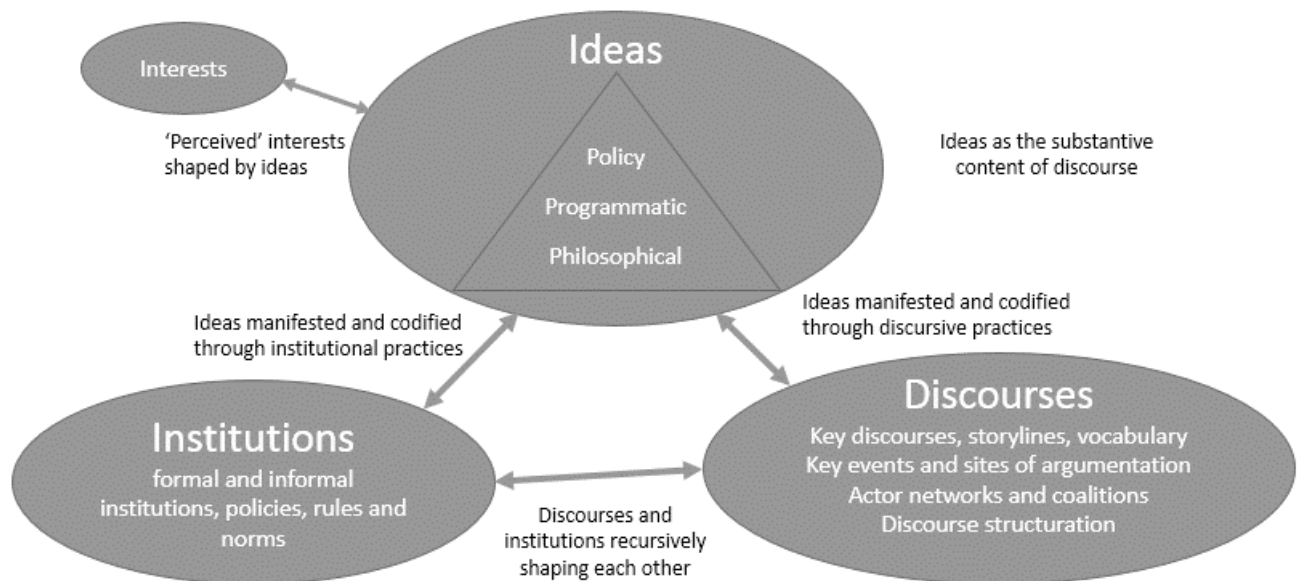 Ideas
Interests
'Perceived' interests
shaped by ideas
Policy
Programmatic
Philosophical
Ideas as the substantive
content of discourse
Ideas manifested and codified
through institutional practices
Ideas manifested and codified
through discursive practices
Institutions
formal and informal
institutions, policies, rules and
norms
Discourses
Key discourses, storylines, vocabulary
Key events and sites of argumentation
Actor networks and coalitions
Discourse structuration
Discourses and
institutions recursively
shaping each other